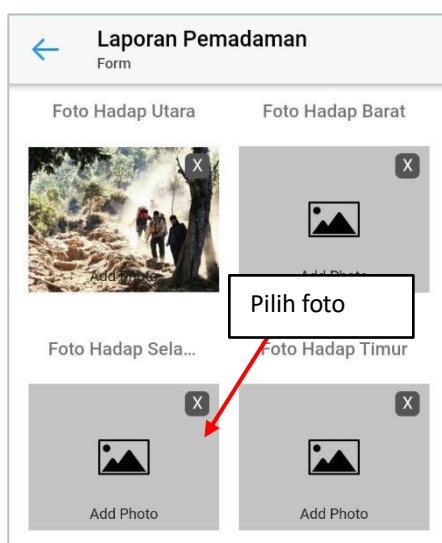 Laporan Pemadaman
Form
Foto Hadap Utara
Foto Hadap Barat
X
X
Add Photo
Add Photo
Pilih foto
Foto Hadap Sela...
Foto Hadap Timur
X
X
Add Photo
Add Photo